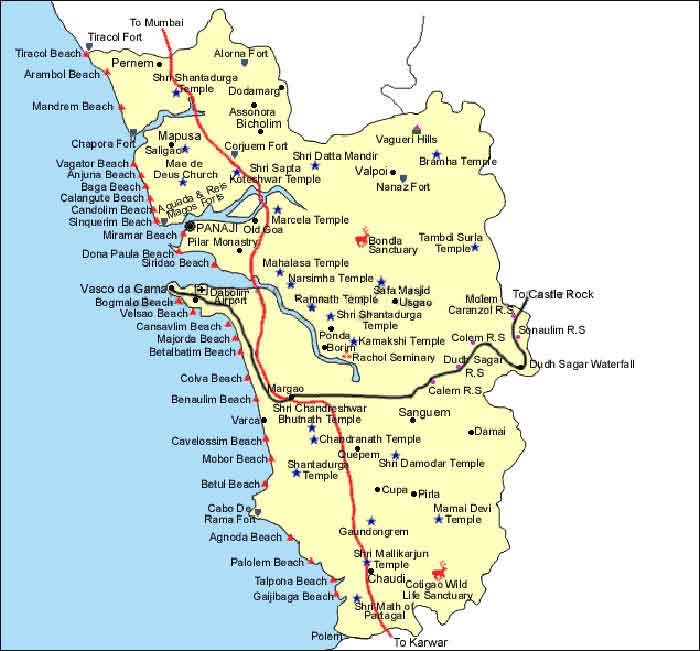 To Mumbai
Tiracol Fort
Tiracol Beach
Alorna Fort
Pernem
Arambol Beach
Shri Shantadurga
Temple
Dodamarg
Mandrem Beach
Assonora
Bicholim
Chapora Fort
Mapusa
Vagueri Hills
Saligao
Corjuem Fort
Shri Datta Mandir
Bramha Temple
Vagator Beach
Mae de
Deus Church
Shri Sapta
Koteshwar Temple
Valpoi
Anjuna Beach
Nanaz Fort
Baga Beach
Calangute Beach
Aguada & Reis
Magos Forts
Candolim Beach
Sinquerim Beach
Marcela Temple
PANAJI
Old Goa
Miramar Beach
Pilar Monastry
Bondla
Sanctuary
Tambdi Surla
Temple
Dona Paula Beach
Siridao Beach
Mahalasa Temple
Narsimha Temple
Vasco da Gama
Dabolim
Airport
Safa Masjid
To Castle Rock
Bogmalo Beach
Ramnath Temple
Usgao
Molem
Caranzol R.S
Velsao Beach
Shri Shantadurga
Temple
Cansavlim Beach
Ponda
Sonaulim R.S
Majorda Beach
Borim
Kamakshi Temple
Colem R.S
Betalbatim Beach
Rachol Seminary
Dudh Sagar
R.S
Dudh Sagar Waterfall
Colva Beach
Calem R.S
Margao
Benaulim Beach
Shri Chandreshwar
Bhutnath Temple
Sanguem
Varca
Damai
Cavelossim Beach
Chandranath Temple
Quepem
Mobor Beach
Shantadurga
Temple
Shri Damodar Temple
Betul Beach
Cupa
Pirla
Cabo De
Rama Fort
Mamai Devi
Temple
Gaundongrem
Agnoda Beach
Shri Mallikarjun
Temple
Palolem Beach
Chaudi
Talpona Beach
Cotigao Wild
Life Sanctuary
Galjibaga Beach
Shri Math of
Partagal
Polem
To Karwar